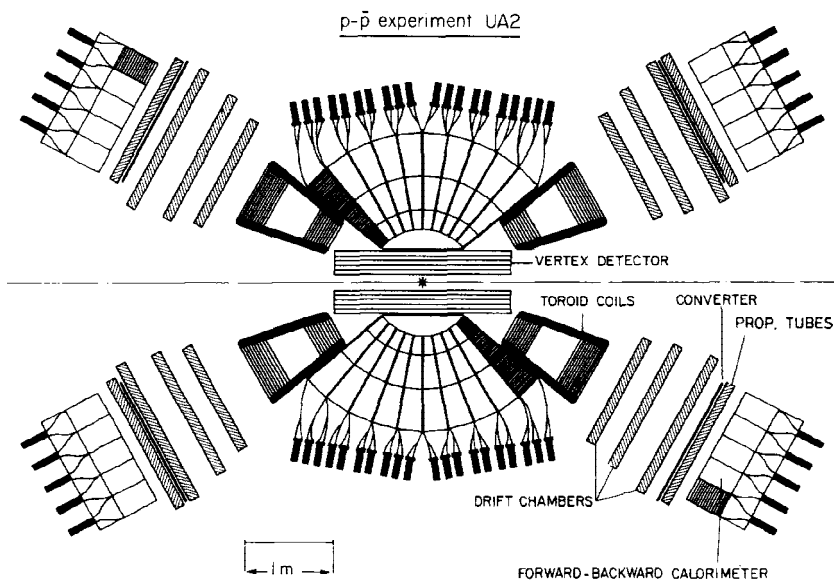 p-p̄ experiment UA2
VERTEX DETECTOR
TOROID COILS
CONVERTER
PROP. TUBES
DRIFT CHAMBERS
1m
FORWARD-BACKWARD CALORIMETER